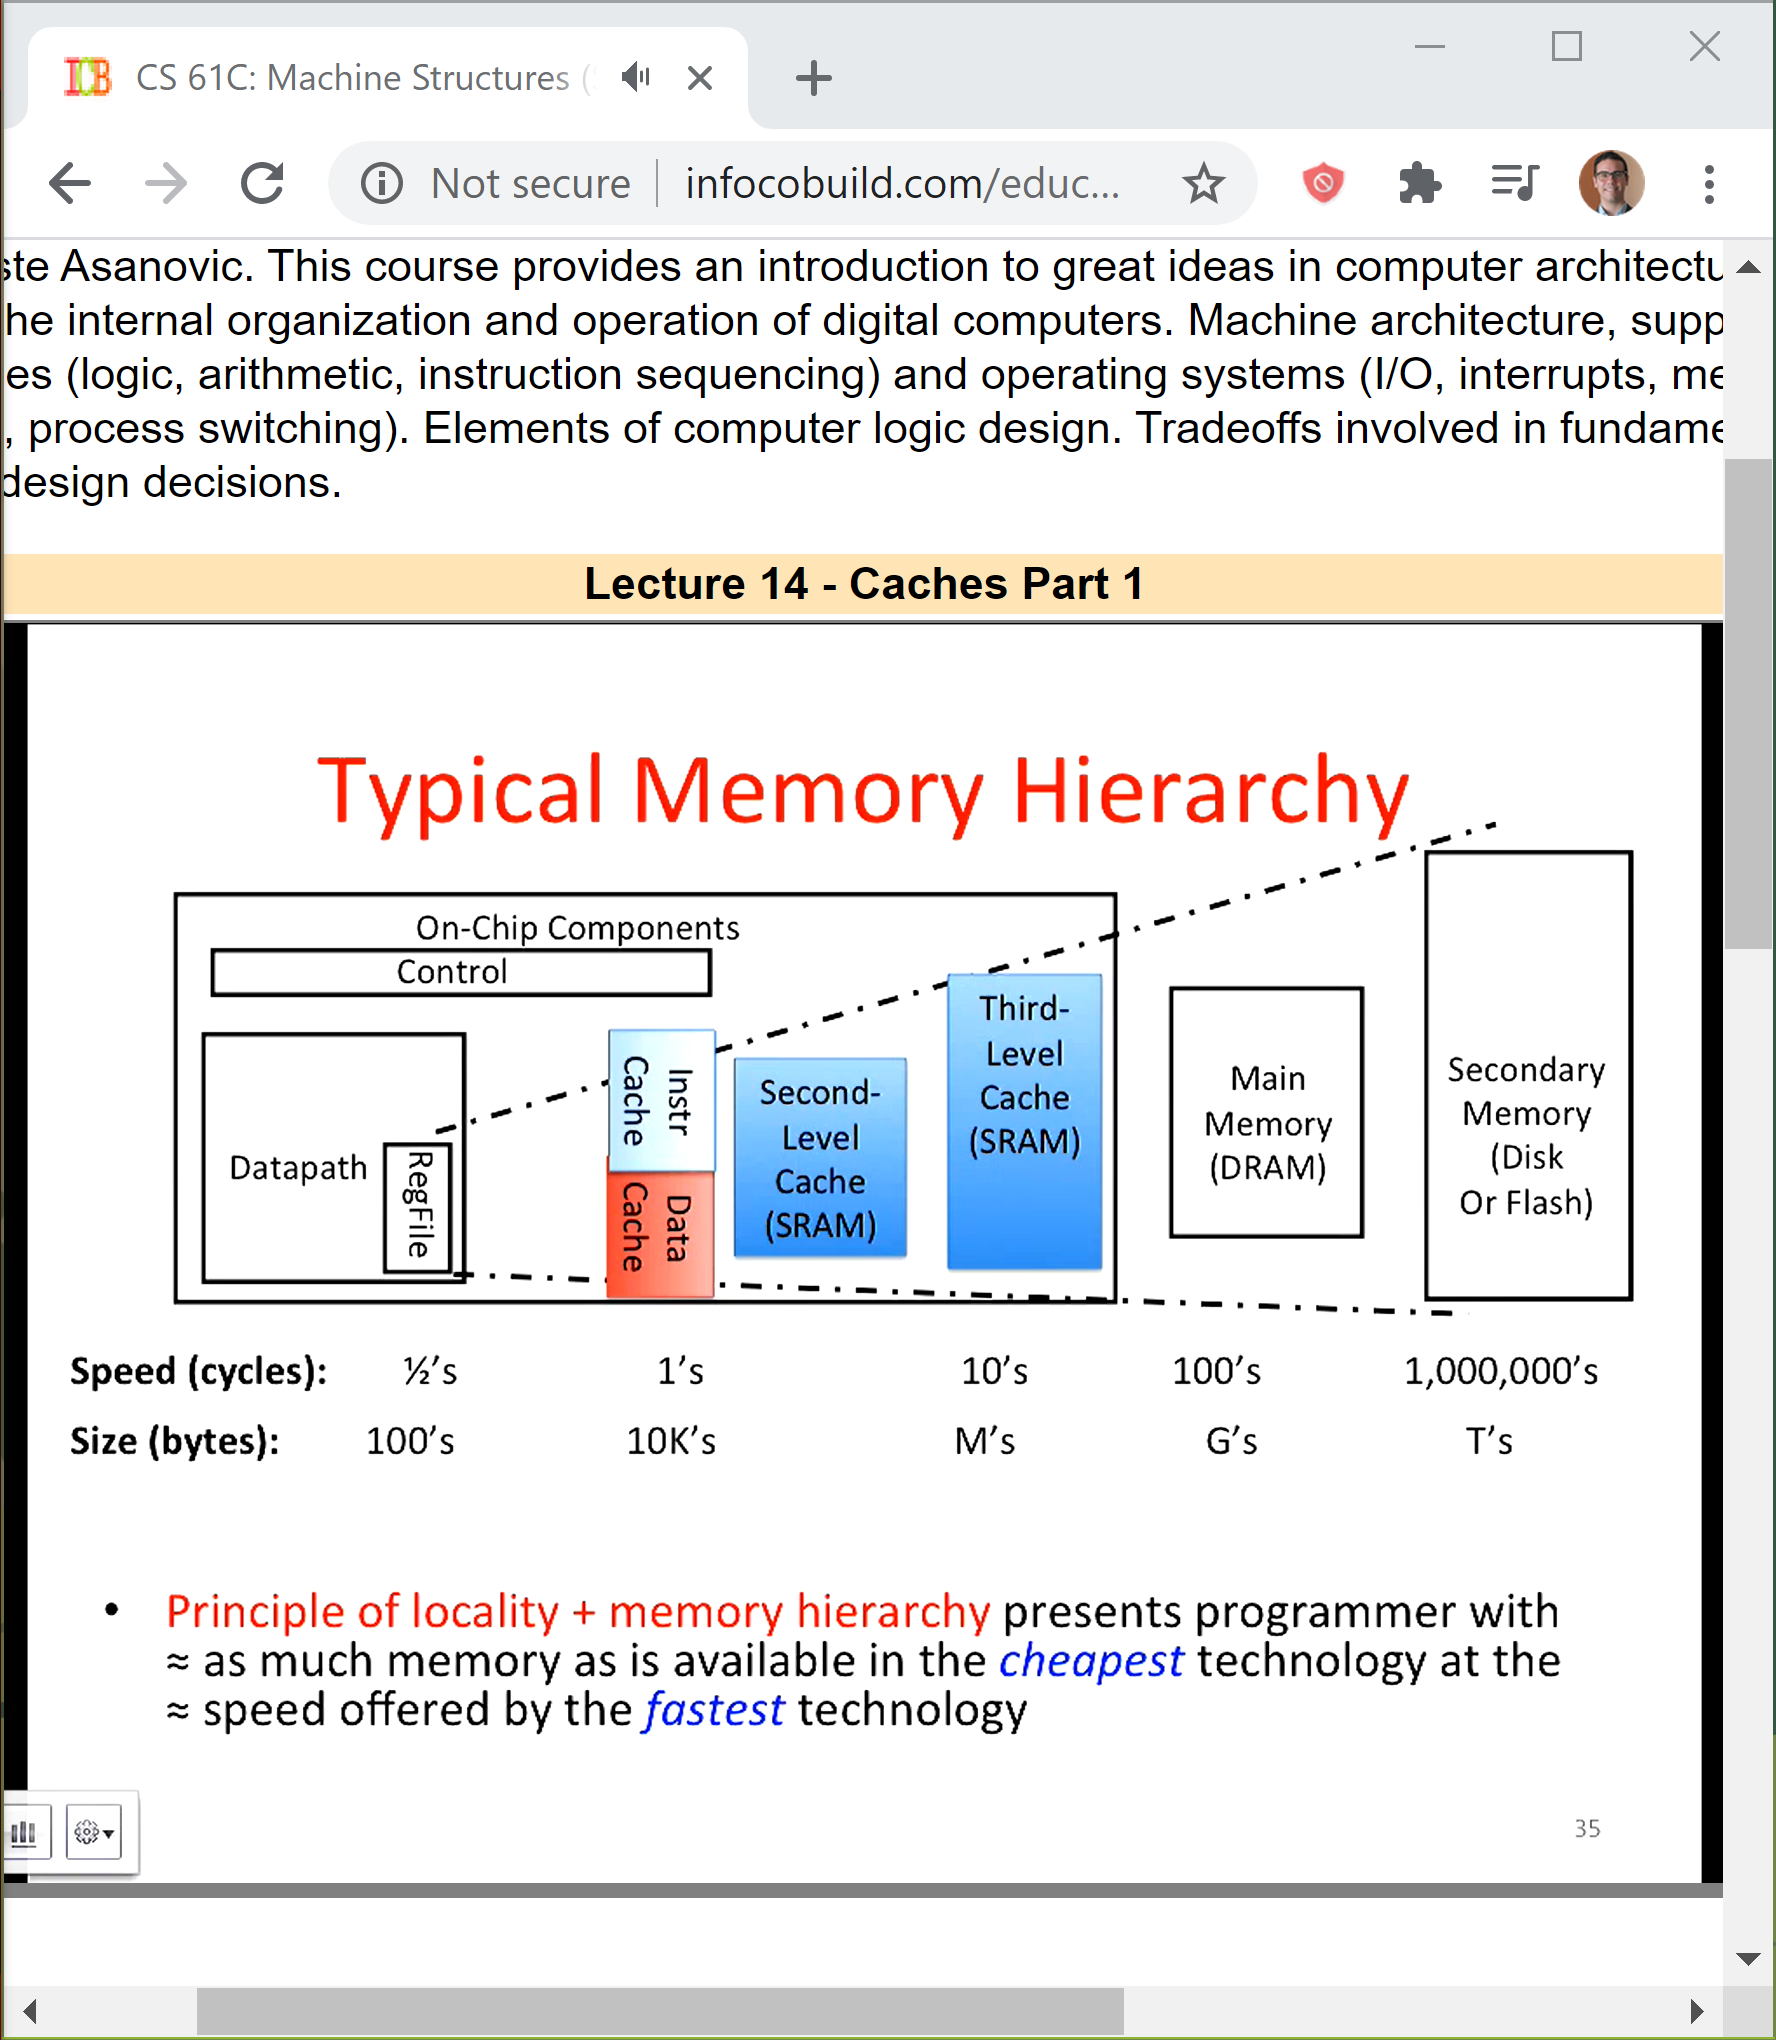 CS 61C: Machine Structures (
Not secure
infocobuild.com/educ...
ste Asanovic. This course provides an introduction to great ideas in computer architectu
he internal organization and operation of digital computers. Machine architecture, supp
es (logic, arithmetic, instruction sequencing) and operating systems (I/O, interrupts, me
, process switching). Elements of computer logic design. Tradeoffs involved in fundame
design decisions.
Lecture 14 - Caches Part 1
Typical Memory Hierarchy
On-Chip Components
Control
Datapath
RegFile
Instr
Cache
Data
Cache
Second-
Level
Cache
(SRAM)
Third-
Level
Cache
(SRAM)
Main
Memory
(DRAM)
Secondary
Memory
(Disk
Or Flash)
Speed (cycles): ½'s 1's 10's 100's 1,000,000's
Size (bytes): 100's 10K's M's G's T's
• Principle of locality + memory hierarchy presents programmer with
≈ as much memory as is available in the cheapest technology at the
≈ speed offered by the fastest technology
35